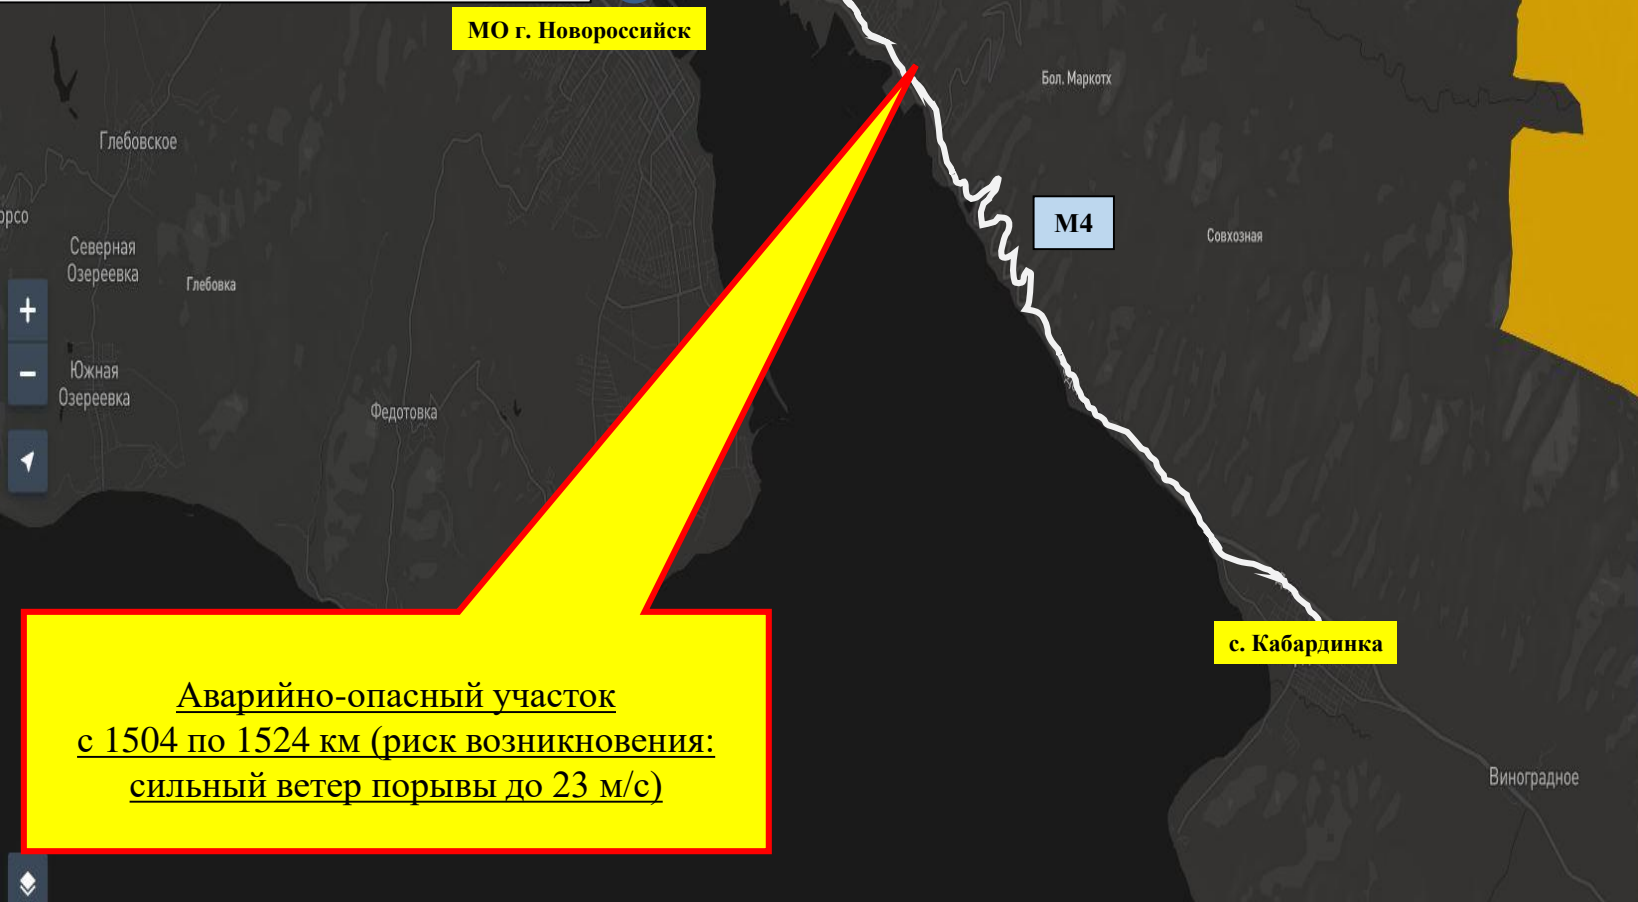 МО г. Новороссийск
Бол. Маркотх
Глебовское
Северная
Озереевка
М4
Совхозная
Глебовка
+
−
Южная
Озереевка
Федотовка
с. Кабардинка
Аварийно-опасный участок
с 1504 по 1524 км (риск возникновения:
сильный ветер порывы до 23 м/с)
Виноградное